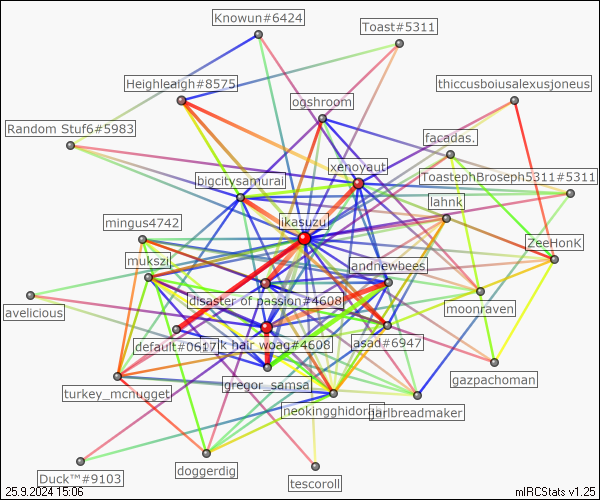 Knowun#6424
Toast#5311
Heighleaigh#8575
thiccusboiusalexusjoneus
ogshroom
Random Stuf6#5983
facadas.
xenoyaut
ToastephBroseph5311#5311
bigcitysamurai
lahnk
ikasuzu
mingus4742
ZeeHonK
mukszi
andnewbees
disaster of passion#4608
avelicious
moonraven
default#0617
k hair woag#4608
asad#6947
gregor_samsa
gazpachoman
turkey_mcnugget
neokingghidorah
garlbreadmaker
doggerdig
Duck™#9103
tescoroll
25.9.2024 15:06
mIRCStats v1.25